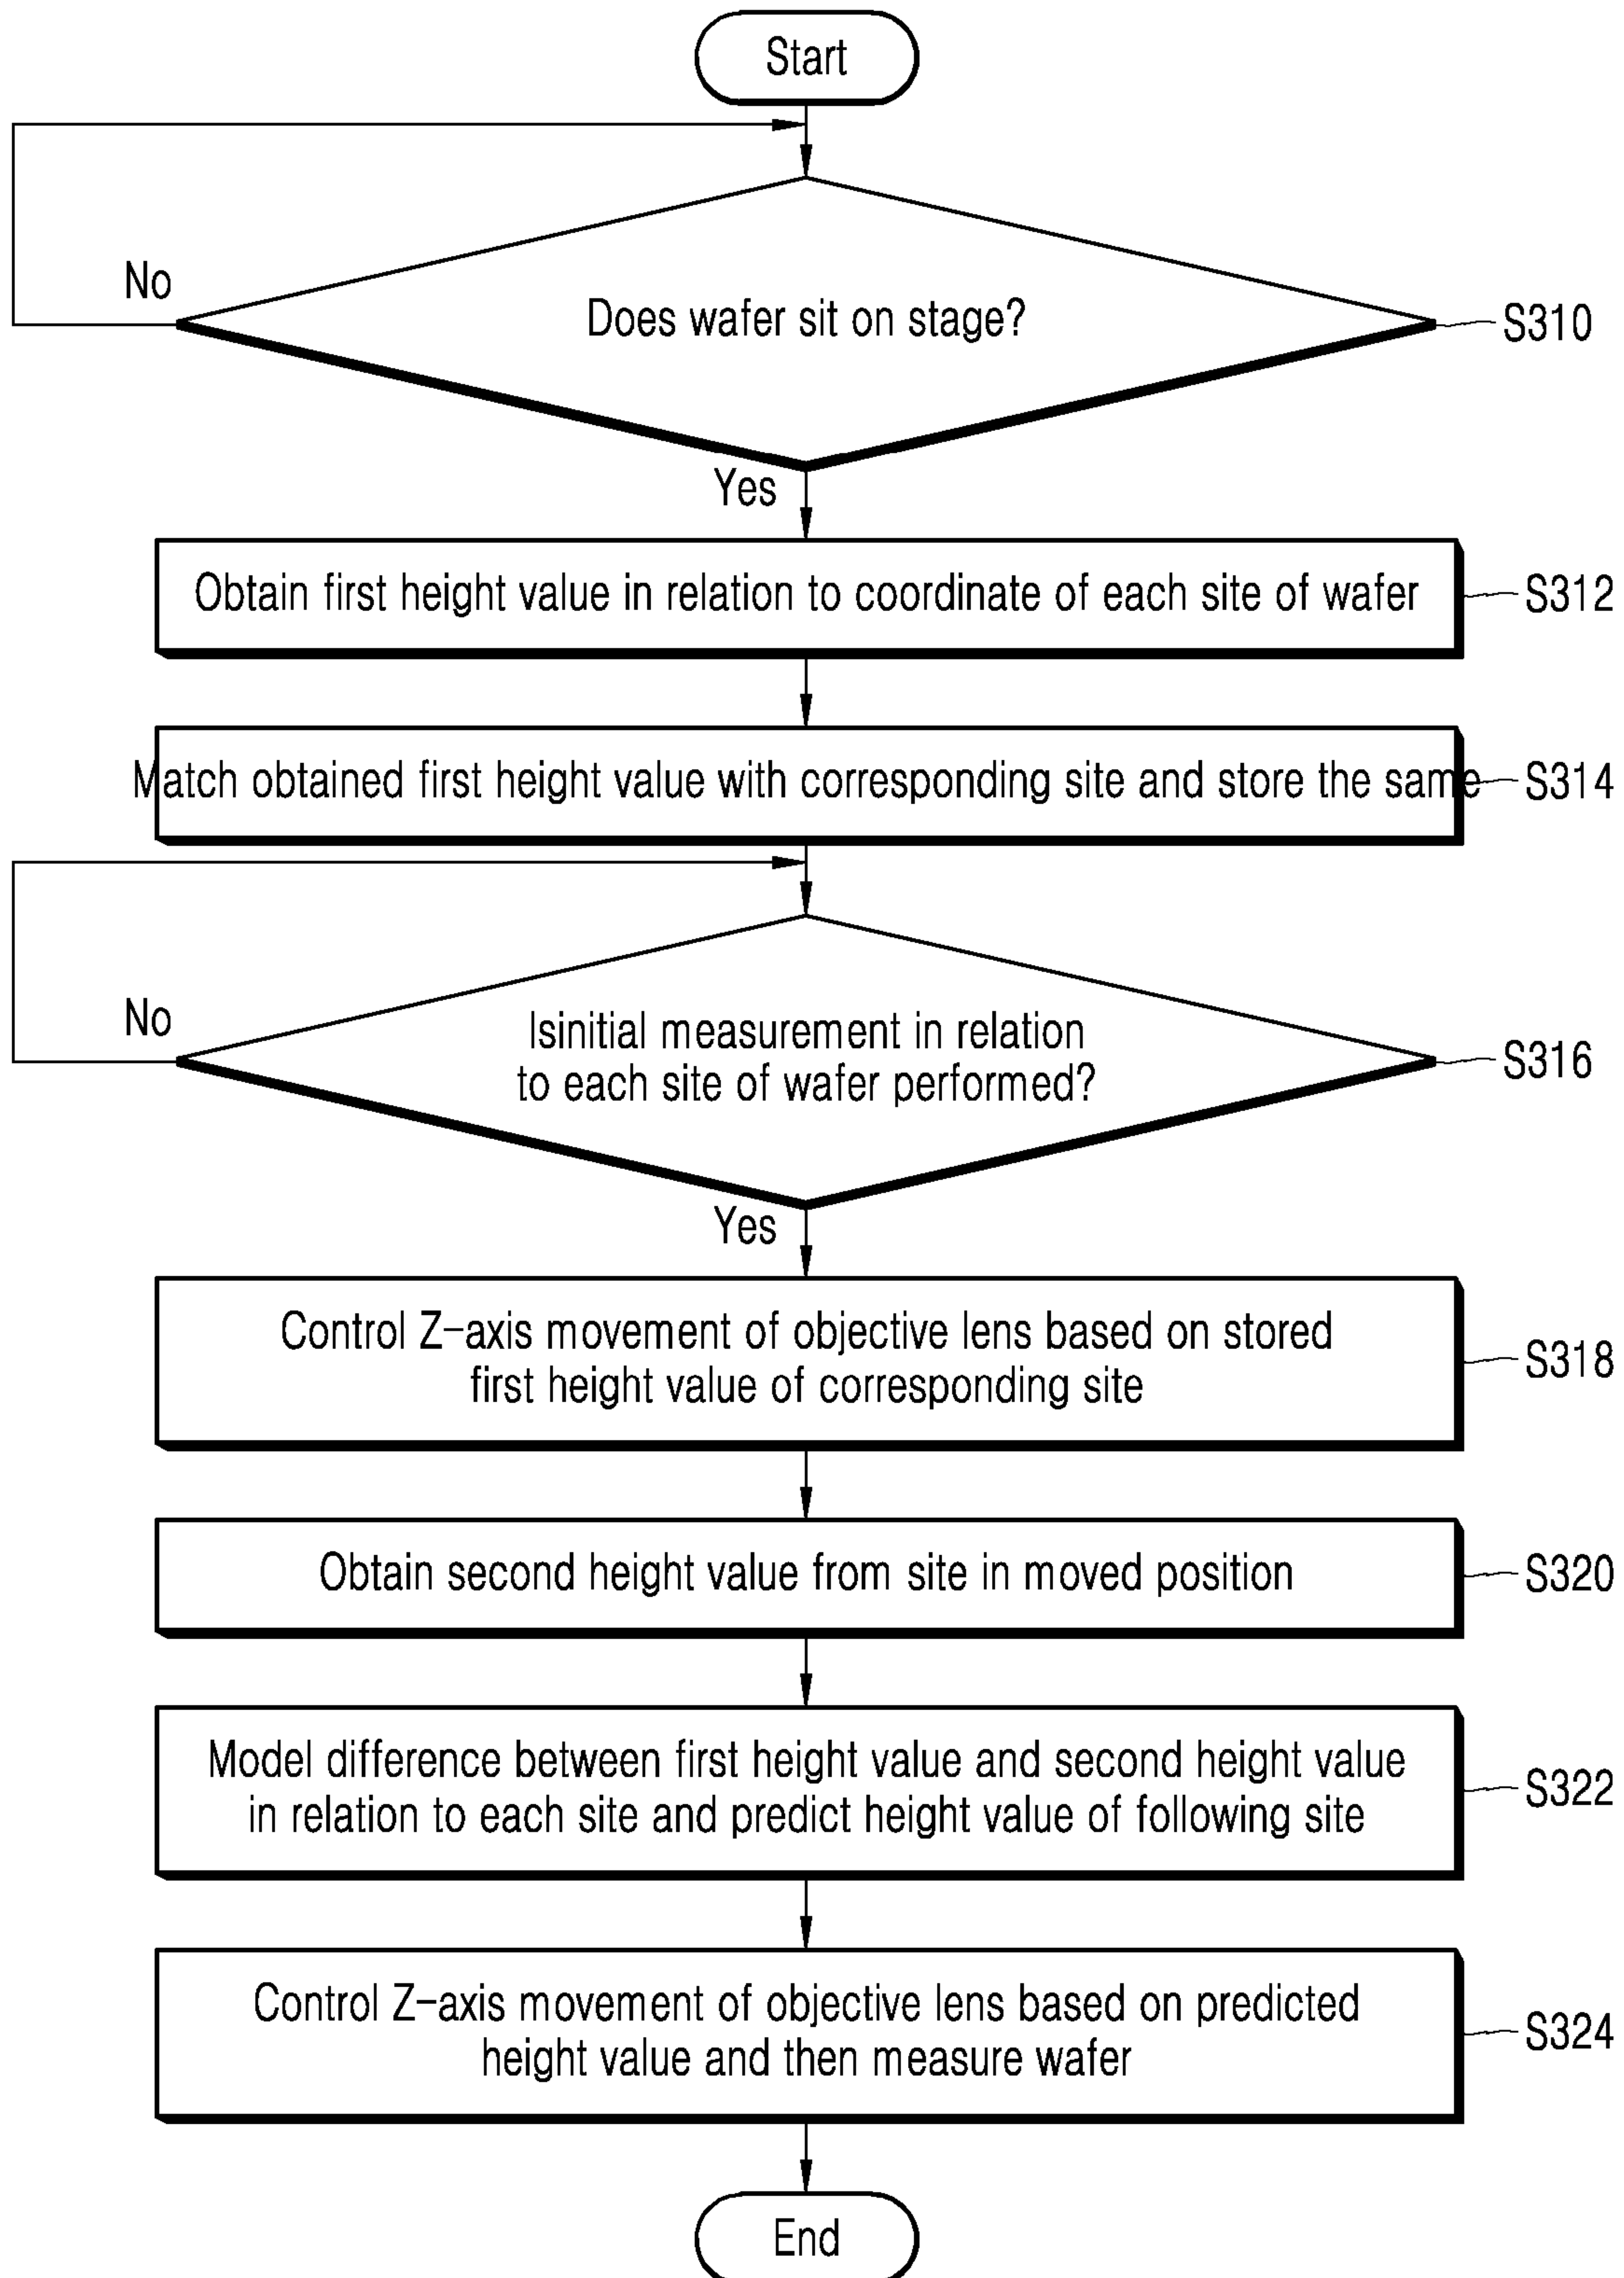 Start
No
Does wafer sit on stage?
S310
Yes
Obtain first height value in relation to coordinate of each site of wafer
S312
Match obtained first height value with corresponding site and store the same
S314
No
Isinitial measurement in relation
to each site of wafer performed?
S316
Yes
Control Z-axis movement of objective lens based on stored
first height value of corresponding site
S318
Obtain second height value from site in moved position
S320
Model difference between first height value and second height value
in relation to each site and predict height value of following site
S322
Control Z-axis movement of objective lens based on predicted
height value and then measure wafer
S324
End